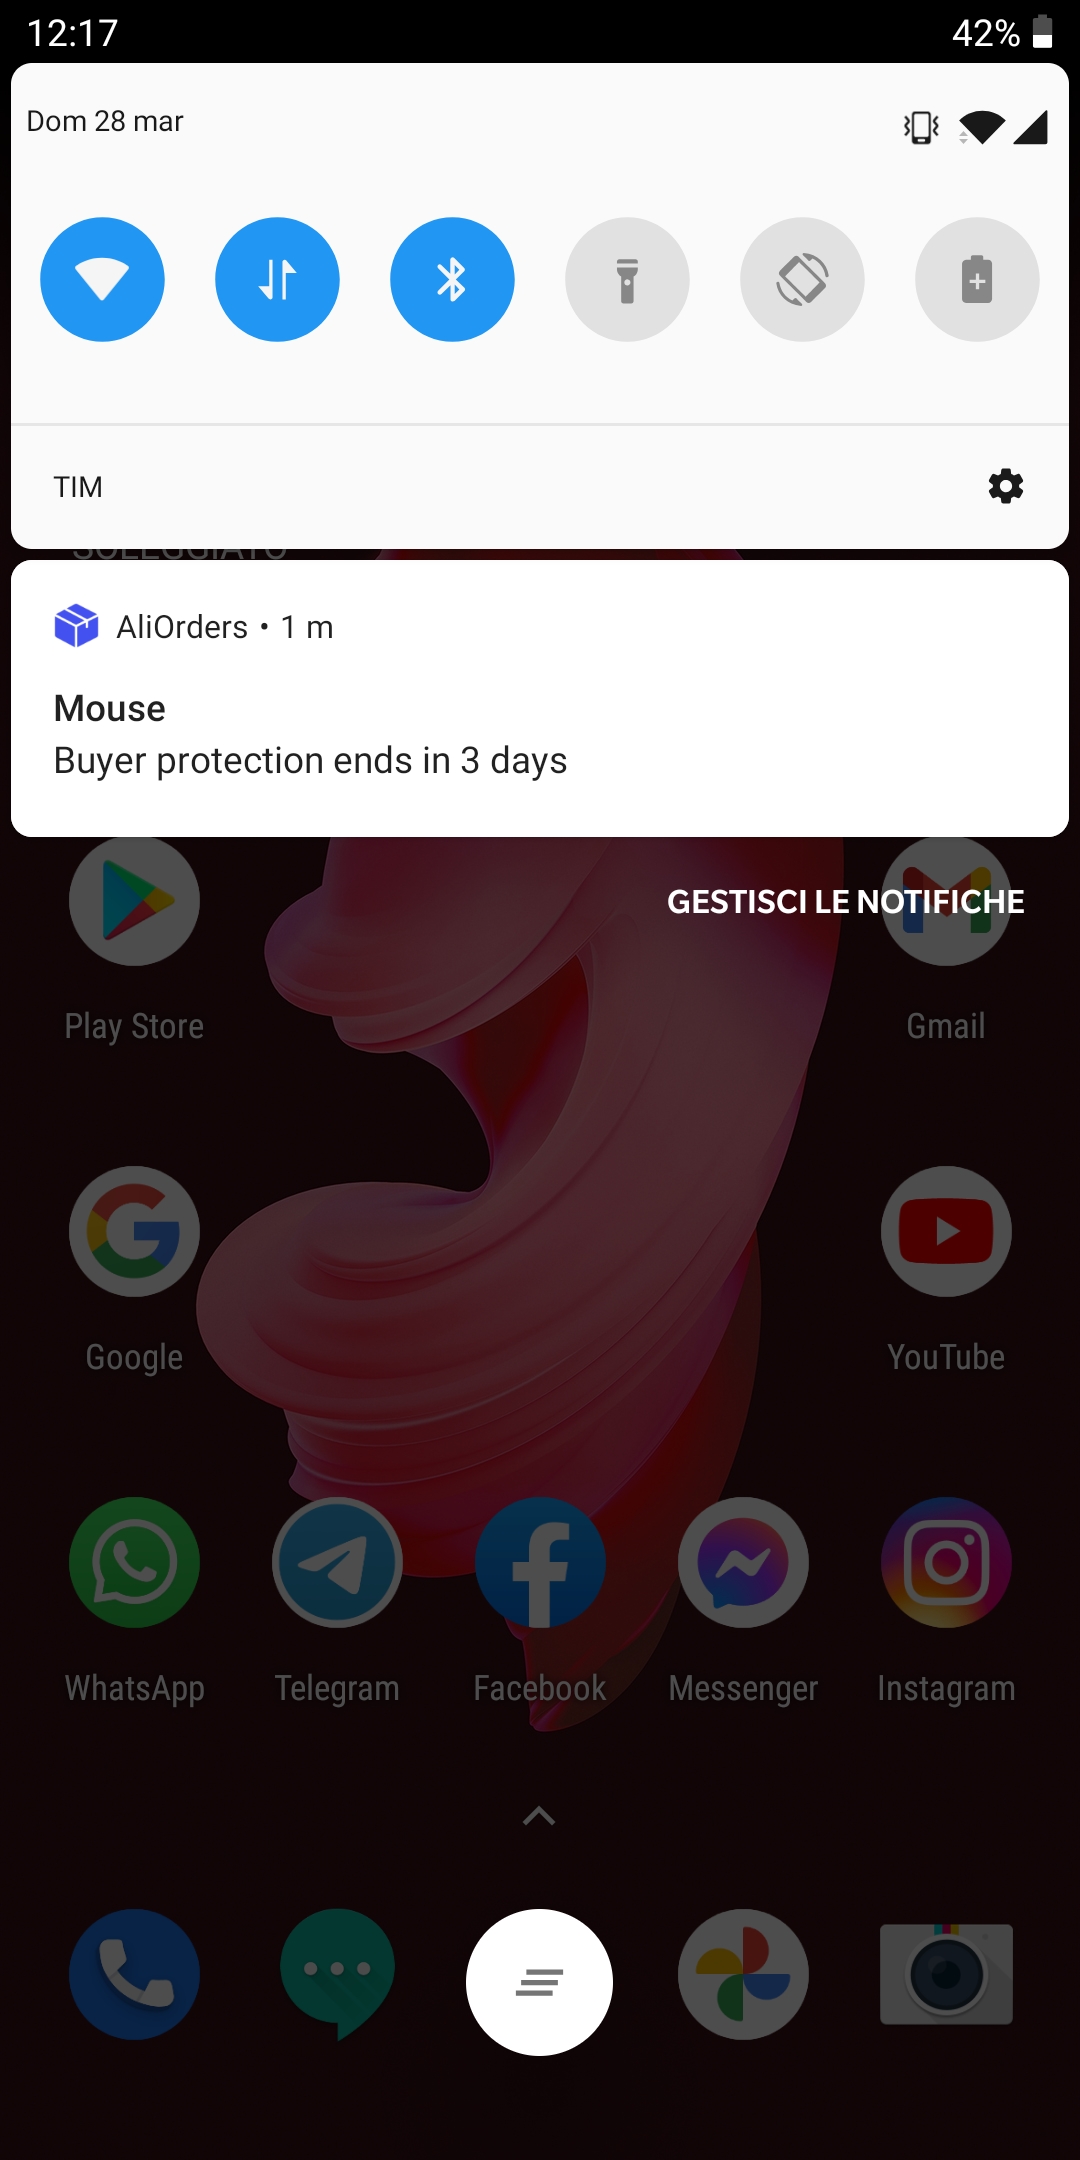 12:17 42%
Dom 28 mar
TIM
SOLEGGIATO
AliOrders • 1 m
Mouse
Buyer protection ends in 3 days
GESTISCI LE NOTIFICHE
Play Store Gmail
Google YouTube
WhatsApp Telegram Facebook Messenger Instagram